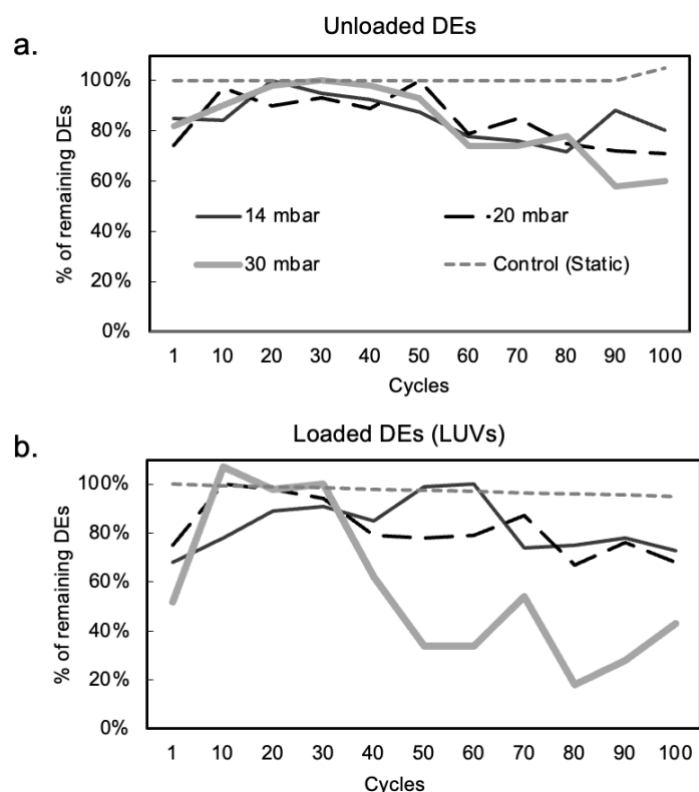 a.
Unloaded DEs
% of remaining DEs
100%
80%
60%
40%
20%
0%
14 mbar
-20 mbar
30 mbar
Control (Static)
1 10 20 30 40 50 60 70 80 90 100
Cycles
b.
Loaded DEs (LUVs)
% of remaining DEs
100%
80%
60%
40%
20%
0%
1 10 20 30 40 50 60 70 80 90 100
Cycles